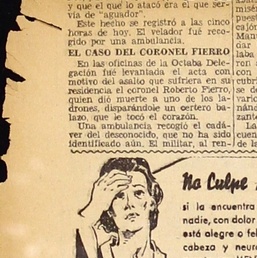 y que el que lo atacó era el que ser-
vía de "aguador".
Este hecho se registró a las cinco
horas de hoy. El velador fué reco-
gido por una ambulancia.
EL CASO DEL CORONEL FIERRO
En las oficinas de la Octaba Dele-
gación fué levantada el acta con
motivo del asalto que sufriera en su
residencia el coronel Roberto Fierro,
quien dió muerte a uno de los la-
drones, disparándole un certero ba-
lazo, que le tocó el corazón.
Una ambulancia recogió el cadá-
ver del desconocido, que no ha sido
identificado aún. El militar, al ren-
No Culpe
si la encuentra
nadie, con dolor
está alegre o fel
cabeza y neur